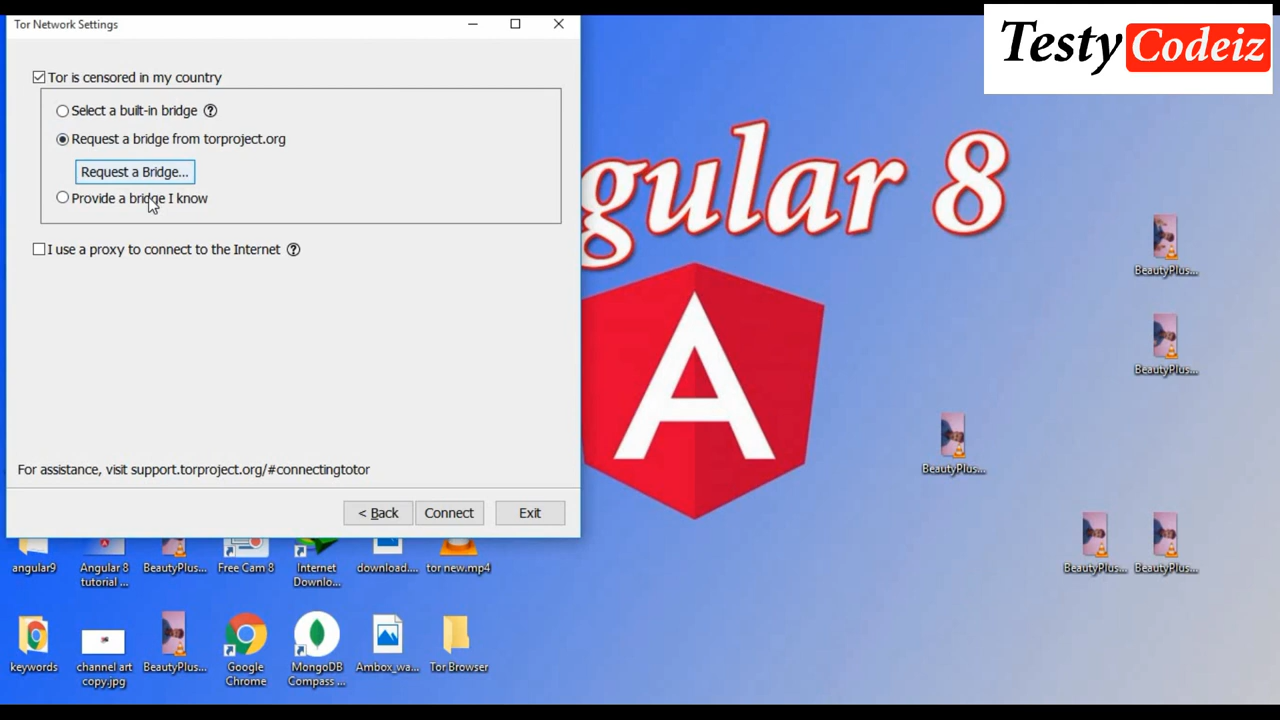 Tor Network Settings
Testy Codeiz
Tor is censored in my country
Select a built-in bridge ?
Request a bridge from torproject.org
Request a Bridge...
Provide a bridge I know
I use a proxy to connect to the Internet ?
For assistance, visit support.torproject.org/#connectingtotor
< Back Connect Exit
gular 8
A
BeautyPlus...
BeautyPlus...
BeautyPlus...
BeautyPlus... BeautyPlus...
angular9 Angular 8 BeautyPlus... Free Cam 8 Internet download.... tor new.mp4
tutorial ... Downlo...
keywords channel art BeautyPlus... Google MongoDB Ambox_wa... Tor Browser
copy.jpg Chrome Compass ...